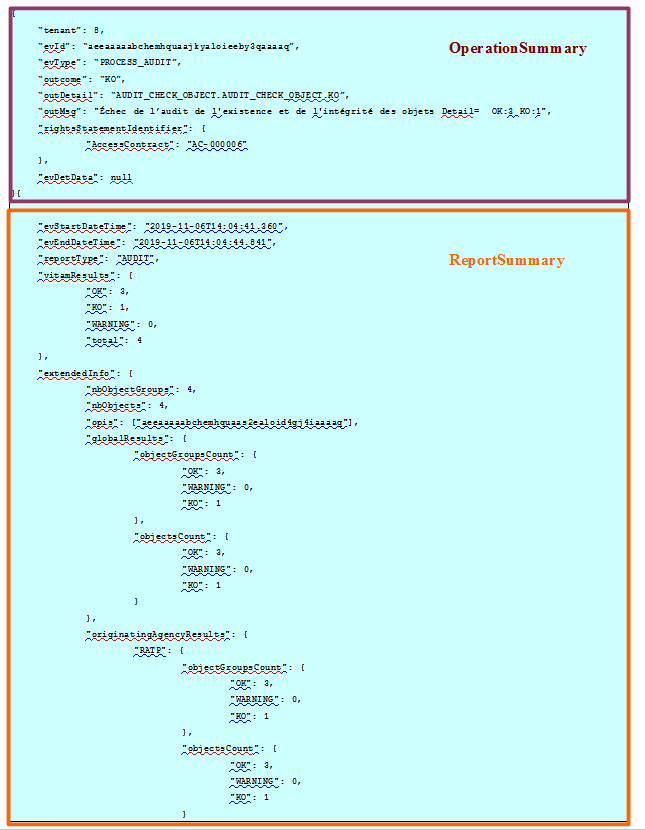 {
"tenant": 8,
"evId": "aeeaaaaabchemhquaajkyaloieeby3qaaaaq",
"evType": "PROCESS_AUDIT",
"outcome": "KO",
"outDetail": "AUDIT_CHECK_OBJECT.AUDIT_CHECK_OBJECT.KO",
"outMsg": "Échec de l'audit de l'existence et de l'intégrité des objets Detail=  OK:3 KO:1",
"rightsStatementIdentifier": {
"AccessContract": "AC-000006"
},
"evDetData": null
}{
OperationSummary
"evStartDateTime": "2019-11-06T14:04:41.360",
"evEndDateTime": "2019-11-06T14:04:44.841",
"reportType": "AUDIT",
"vitamResults": {
"OK": 3,
"KO": 1,
"WARNING": 0,
"total": 4
},
ReportSummary
"extendedInfo": {
"nbObjectGroups": 4,
"nbObjects": 4,
"opis": ["aeeaaaaabchemhquaas2ealoid4gj4iaaaaq"],
"globalResults": {
"objectGroupsCount": {
"OK": 3,
"WARNING": 0,
"KO": 1
},
"objectsCount": {
"OK": 3,
"WARNING": 0,
"KO": 1
}
},
"originatingAgencyResults": {
"RATP": {
"objectGroupsCount": {
"OK": 3,
"WARNING": 0,
"KO": 1
},
"objectsCount": {
"OK": 3,
"WARNING": 0,
"KO": 1
}